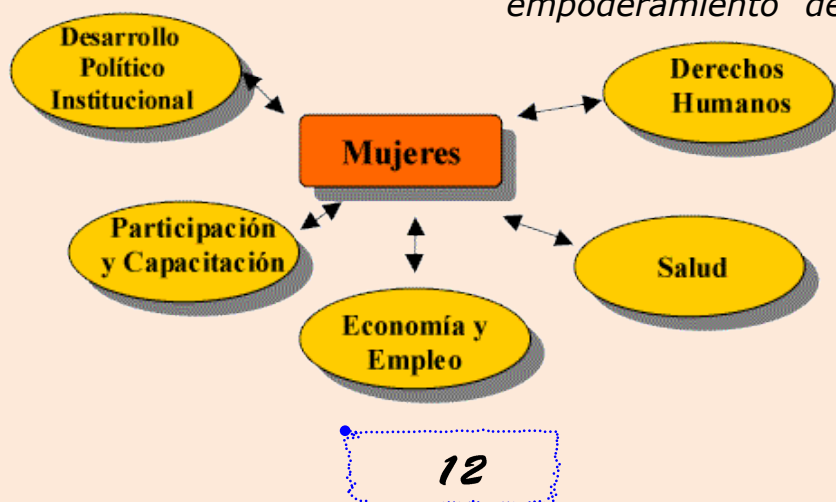 empoderamiento de
Desarrollo
Político
Institucional
Derechos
Humanos
Mujeres
Participación
y Capacitación
Salud
Economía y
Empleo
12